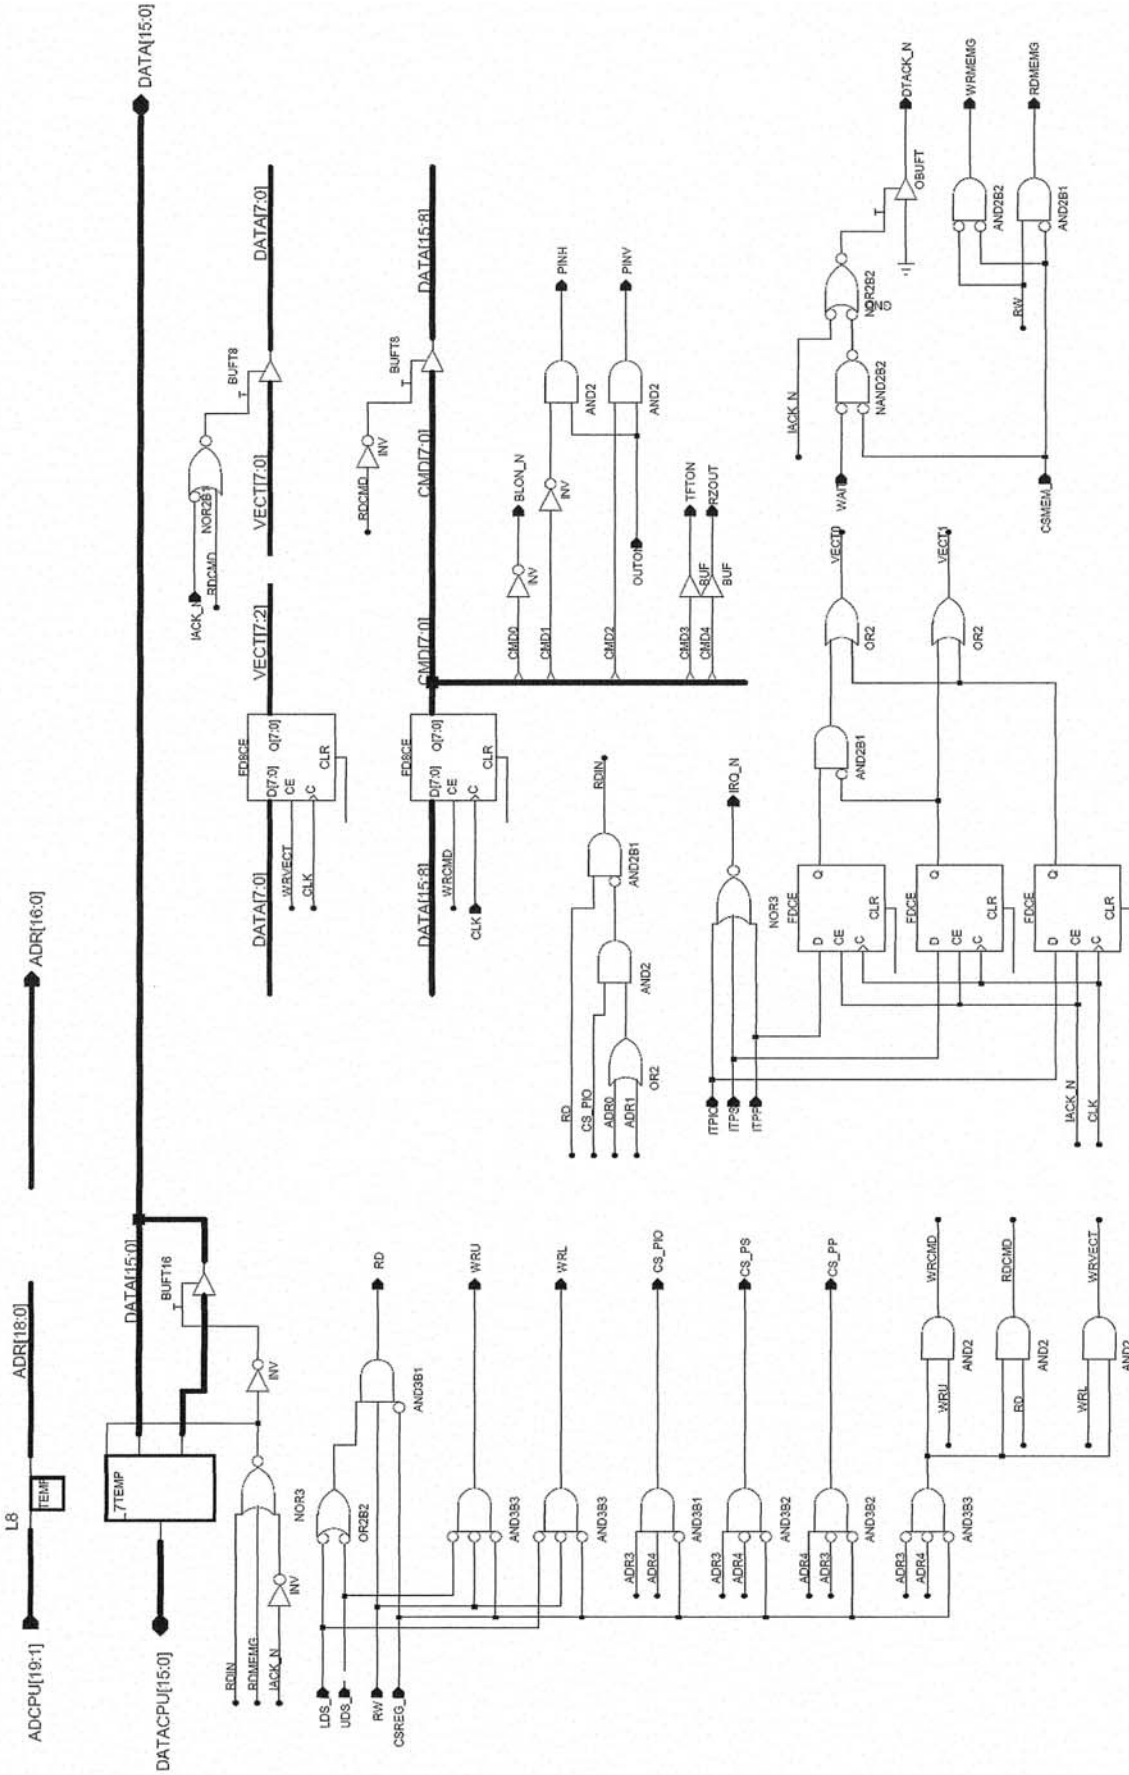 ADCPU[19:1]
L8
TEMP
ADR[18:0]
ADR[16:0]
DATACPU[15:0]
_7TEMP
DATA[15:0]
DATA[15:0]
BUFT16
T
INV
RDIN
RDMEMG
IACK_N
INV
NOR3
LDS_
UDS_
RW
CSREG_
OR2B2
AND3B1
RD
AND3B3
WRU
AND3B3
WRL
ADR3
ADR4
AND3B1
CS_PIO
ADR3
ADR4
AND3B2
CS_PS
ADR4
ADR3
AND3B2
CS_PP
ADR3
ADR4
AND3B3
WRU
AND2
WRCMD
RD
AND2
RDCMD
WRL
AND2
WRVECT
DATA[7:0]
WRVECT
CLK
FD8CE
D[7:0]
Q[7:0]
CE
C
CLR
VECT[7:2]
VECT[7:0]
IACK_N
RDCMD
NOR2B1
BUFT8
T
DATA[7:0]
DATA[15:8]
WRCMD
CLK
FD8CE
D[7:0]
Q[7:0]
CE
C
CLR
CMD[7:0]
CMD[7:0]
RDCMD
INV
BUFT8
T
DATA[15:8]
CMD0
INV
BLON_N
CMD1
INV
AND2
PINH
CMD2
OUTON
AND2
PINV
CMD3
BUF
TFTON
CMD4
BUF
RZOUT
RD
CS_PIO
ADR0
ADR1
OR2
AND2
AND2B1
RDIN
ITPIO
ITPS
ITPP
NOR3
IRQ_N
IACK_N
CLK
FDCE
D
Q
CE
C
CLR
FDCE
D
Q
CE
C
CLR
FDCE
D
Q
CE
C
CLR
AND2B1
OR2
VECT0
OR2
VECT1
IACK_N
WAIT
CSMEM_
NAND2B2
NOR2B2
T
OBUFT
DTACK_N
RW
AND2B2
WRMEMG
AND2B1
RDMEMG